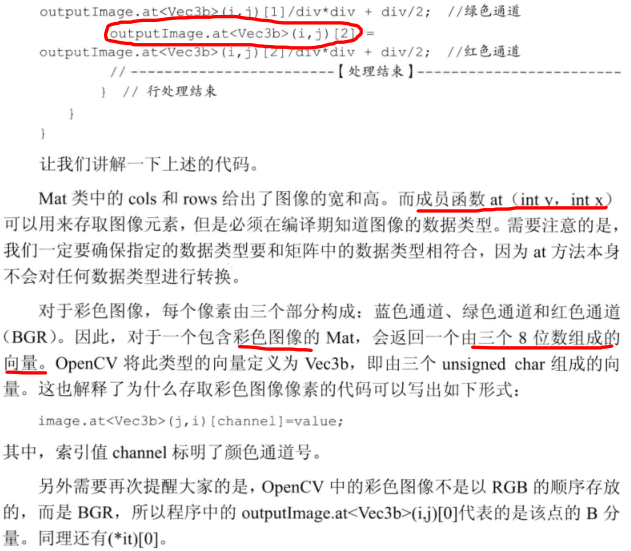 outputImage.at<Vec3b>(i,j)[1]/div*div + div/2;  //绿色通道
outputImage.at<Vec3b>(i,j)[2] =
outputImage.at<Vec3b>(i,j)[2]/div*div + div/2;  //红色通道
// ------------------------【处理结束】------------------------
}  // 行处理结束
}
}
让我们讲解一下上述的代码。
Mat 类中的 cols 和 rows 给出了图像的宽和高。而成员函数 at（int y，int x）
可以用来存取图像元素，但是必须在编译期知道图像的数据类型。需要注意的是，
我们一定要确保指定的数据类型要和矩阵中的数据类型相符合，因为 at 方法本身
不会对任何数据类型进行转换。
对于彩色图像，每个像素由三个部分构成：蓝色通道、绿色通道和红色通道
（BGR）。因此，对于一个包含彩色图像的 Mat，会返回一个由三个 8 位数组成的
向量。OpenCV 将此类型的向量定义为 Vec3b，即由三个 unsigned char 组成的向
量。这也解释了为什么存取彩色图像像素的代码可以写出如下形式：
image.at<Vec3b>(j,i)[channel]=value;
其中，索引值 channel 标明了颜色通道号。
另外需要再次提醒大家的是，OpenCV 中的彩色图像不是以 RGB 的顺序存放
的，而是 BGR，所以程序中的 outputImage.at<Vec3b>(i,j)[0]代表的是该点的 B 分
量。同理还有(*it)[0]。